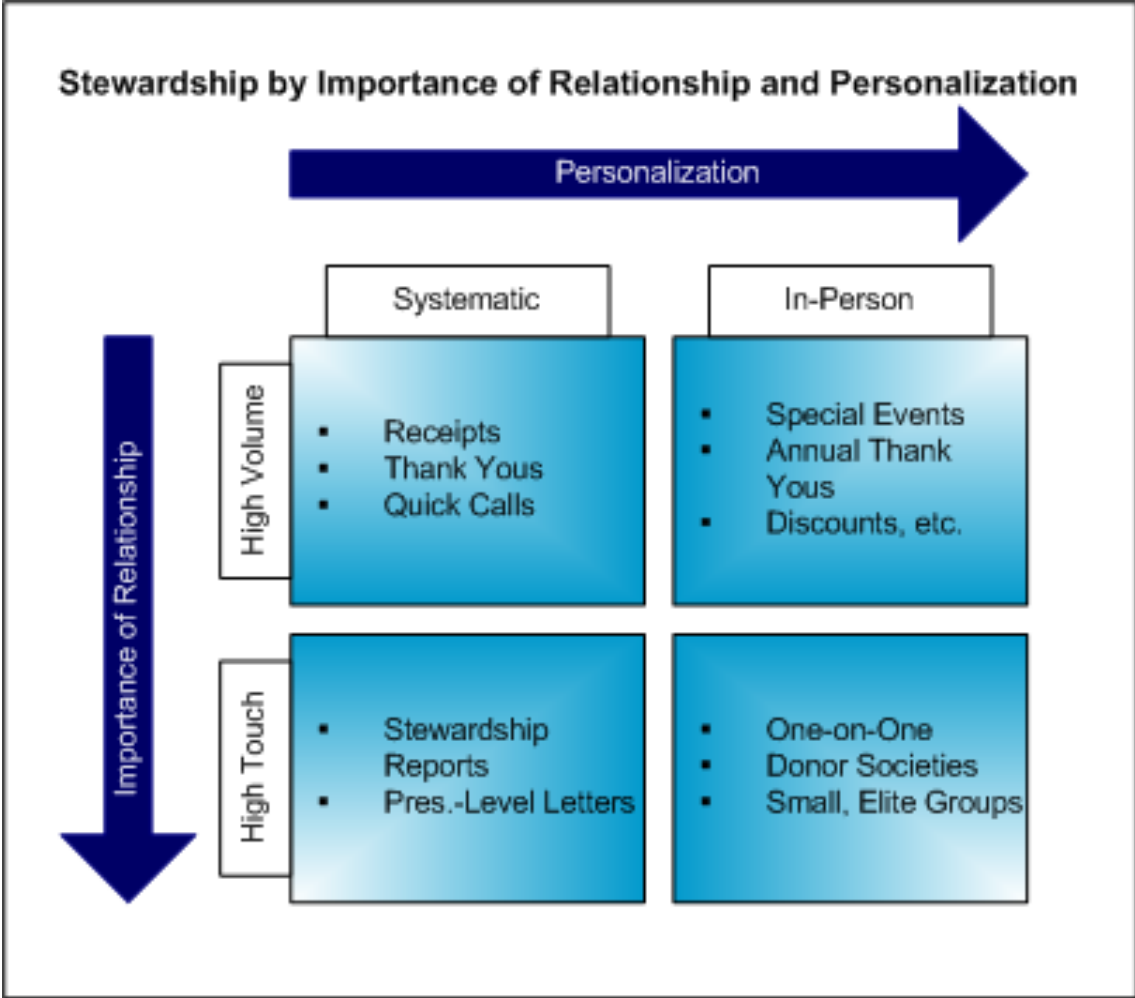 Stewardship by Importance of Relationship and Personalization
Personalization
Systematic
In-Person
Importance of Relationship
High Volume
▪ Receipts
▪ Thank Yous
▪ Quick Calls
▪ Special Events
▪ Annual Thank
Yous
▪ Discounts, etc.
High Touch
▪ Stewardship
Reports
▪ Pres.-Level Letters
▪ One-on-One
▪ Donor Societies
▪ Small, Elite Groups